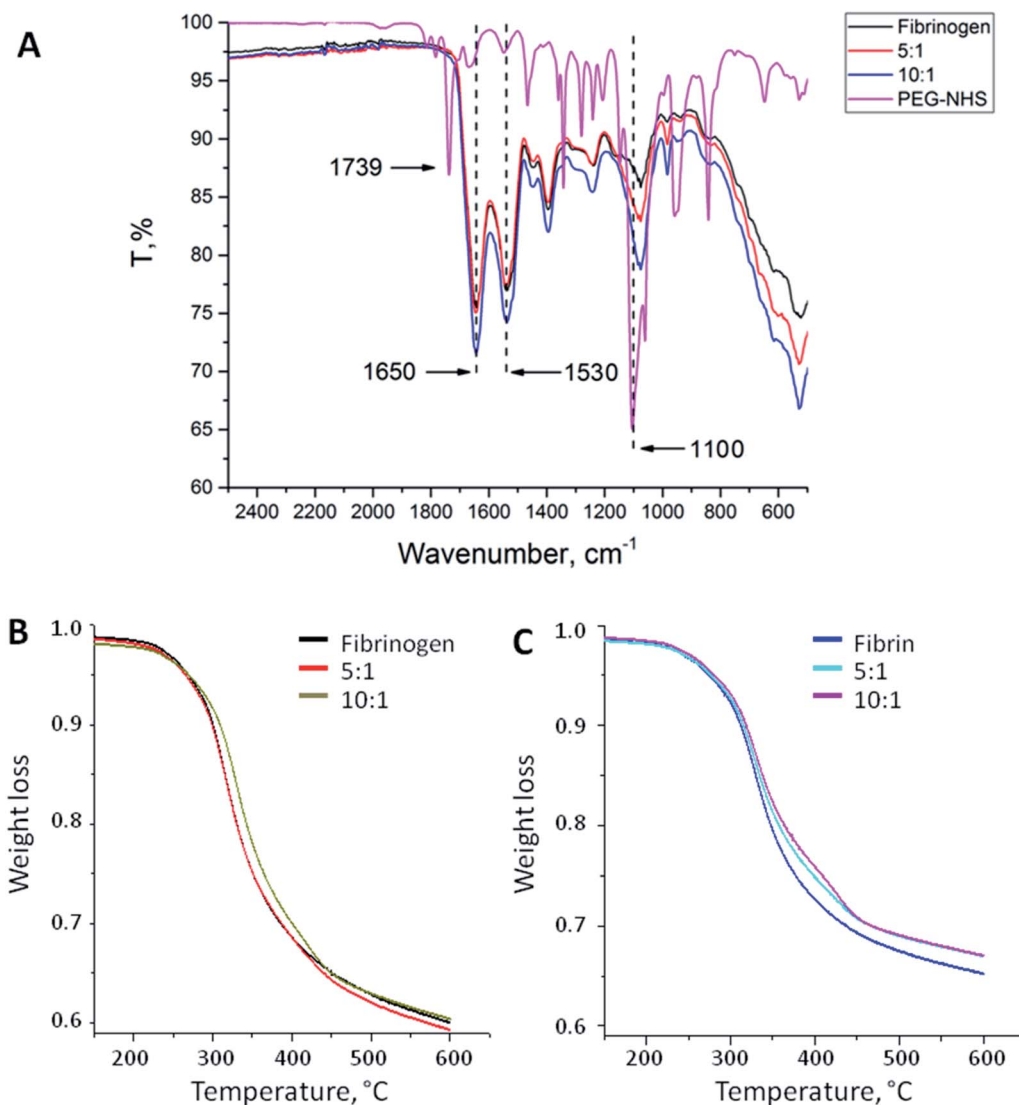 A
Fibrinogen
5:1
10:1
PEG-NHS
100
95
90
85
80
75
70
65
60
T, %
1739
1650
1530
1100
2400 2200 2000 1800 1600 1400 1200 1000 800 600
Wavenumber, cm-1
B
Fibrinogen
5:1
10:1
1.0
0.9
0.8
0.7
0.6
Weight loss
200 300 400 500 600
Temperature, °C
C
Fibrin
5:1
10:1
1.0
0.9
0.8
0.7
0.6
Weight loss
200 300 400 500 600
Temperature, °C